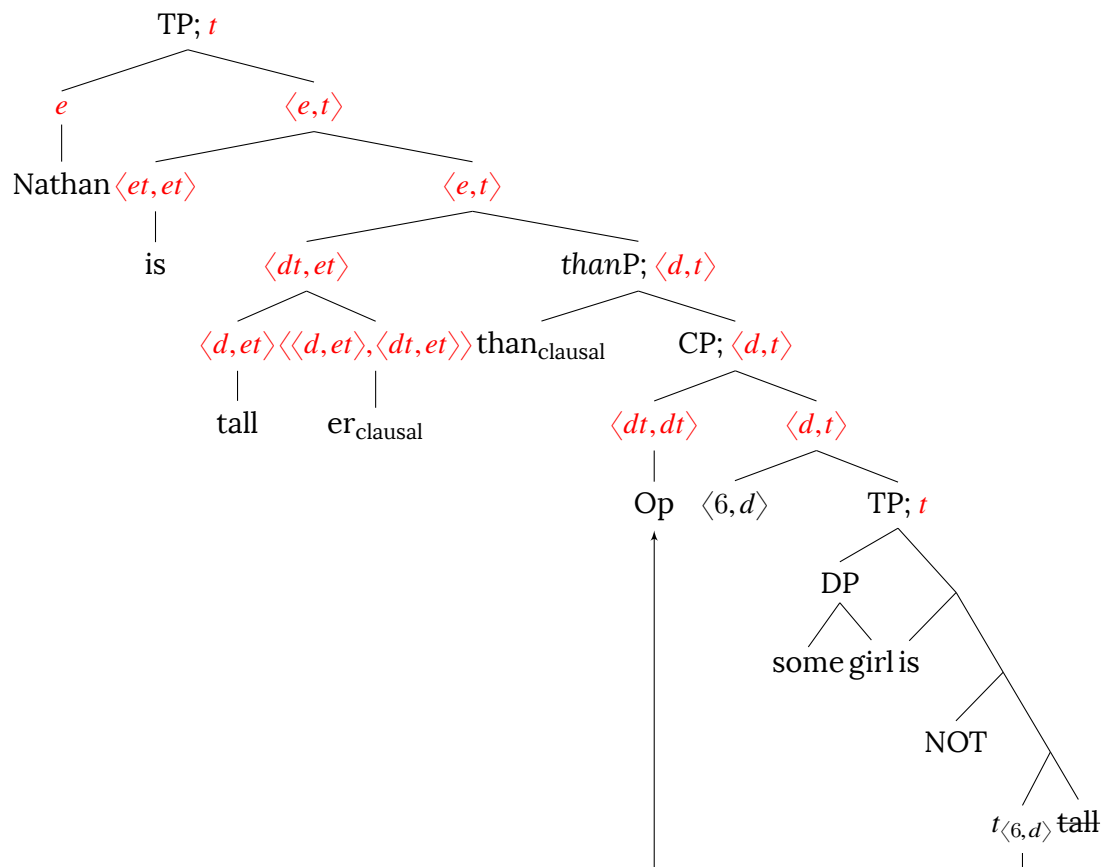 TP; t
e ⟨e,t⟩
Nathan ⟨et,et⟩ ⟨e,t⟩
is ⟨dt,et⟩ thanP; ⟨d,t⟩
⟨d,et⟩ ⟨⟨d,et⟩,⟨dt,et⟩⟩ than_clausal CP; ⟨d,t⟩
tall er_clausal ⟨dt,dt⟩ ⟨d,t⟩
Op ⟨6,d⟩ TP; t
DP
some girl is
NOT
t_⟨6,d⟩ tall